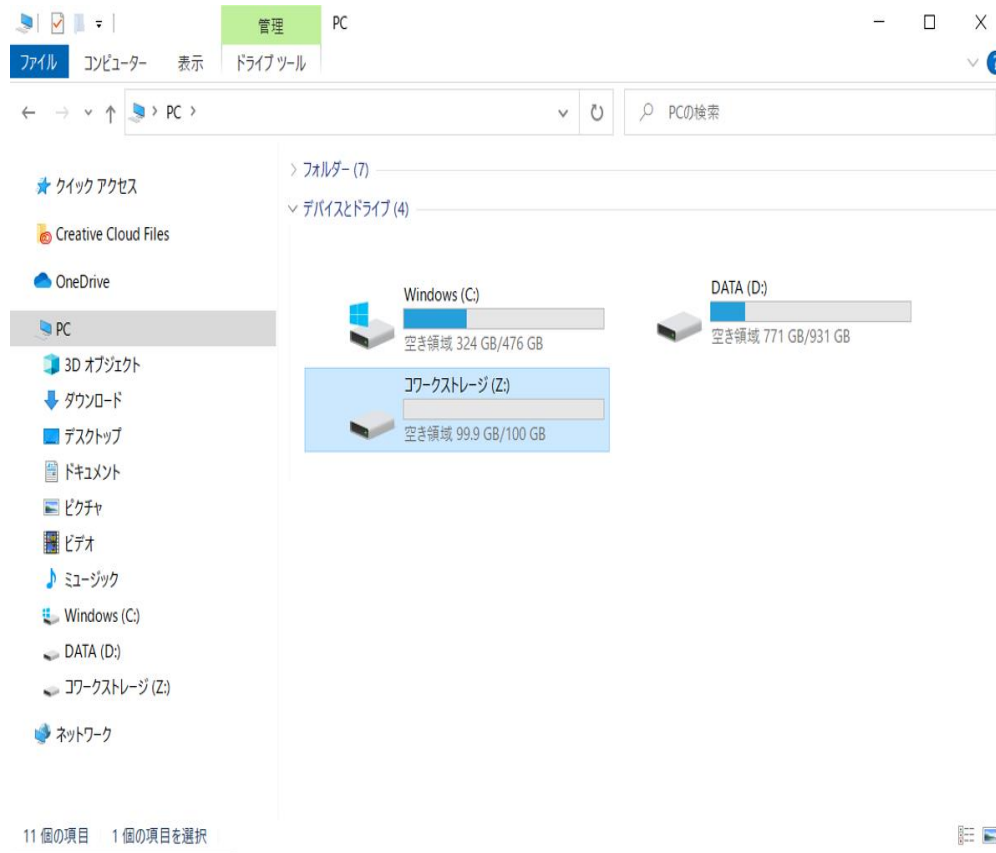 管理
PC
ファイル
コンピューター
表示
ドライブ ツール
PC
PCの検索
クイック アクセス
Creative Cloud Files
OneDrive
PC
3D オブジェクト
ダウンロード
デスクトップ
ドキュメント
ピクチャ
ビデオ
ミュージック
Windows (C:)
DATA (D:)
コワークストレージ (Z:)
ネットワーク
フォルダー (7)
デバイスとドライブ (4)
Windows (C:)
空き領域 324 GB/476 GB
DATA (D:)
空き領域 771 GB/931 GB
コワークストレージ (Z:)
空き領域 99.9 GB/100 GB
11 個の項目
1 個の項目を選択